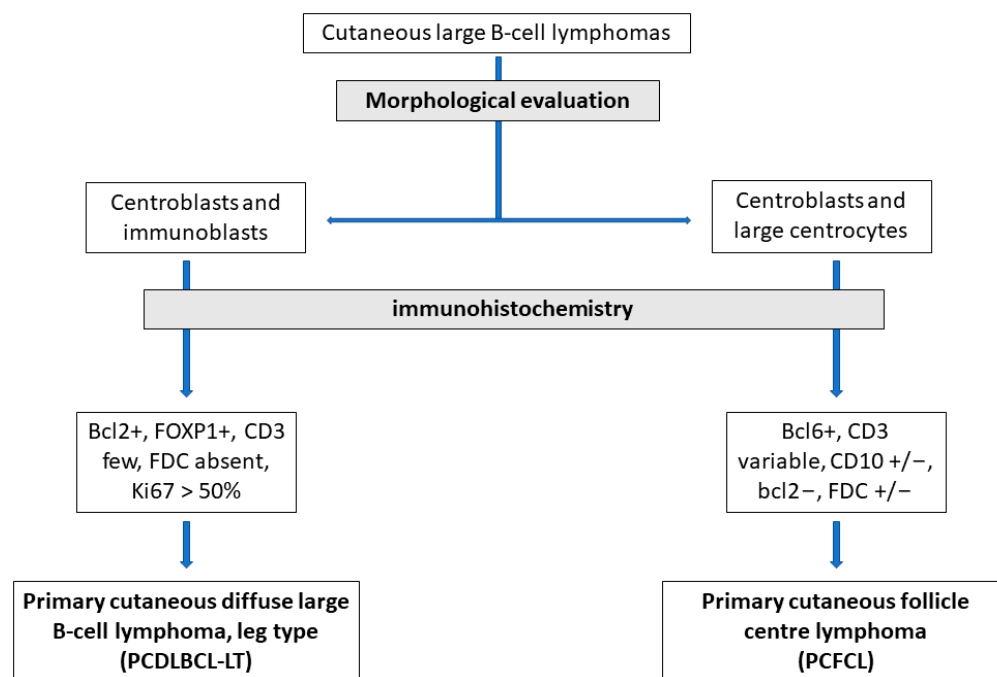 Cutaneous large B-cell lymphomas
Morphological evaluation
Centroblasts and
immunoblasts
Centroblasts and
large centrocytes
immunohistochemistry
Bcl2+, FOXP1+, CD3
few, FDC absent,
Ki67 > 50%
Bcl6+, CD3
variable, CD10 +/−,
bcl2−, FDC +/−
Primary cutaneous diffuse large
B-cell lymphoma, leg type
(PCDLBCL-LT)
Primary cutaneous follicle
centre lymphoma
(PCFCL)